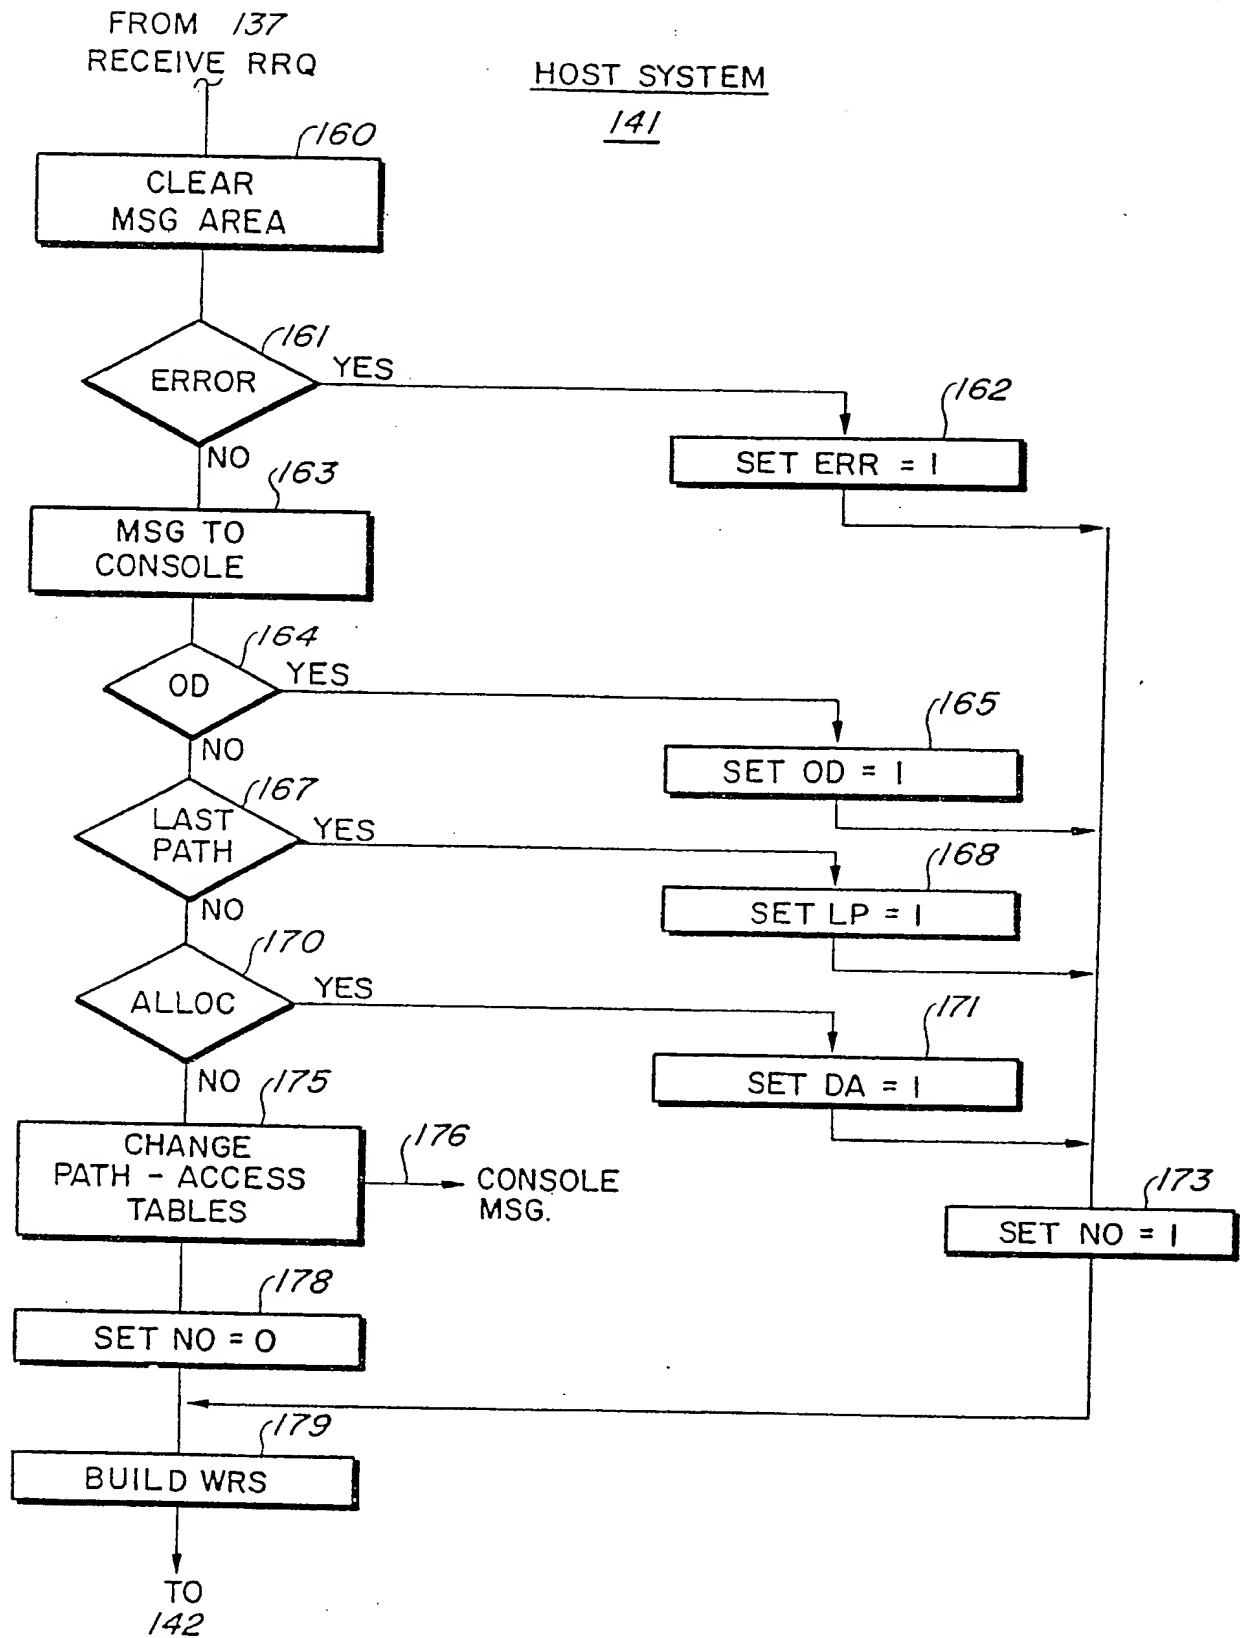 FROM 137
RECEIVE RRQ
HOST SYSTEM
141
160
CLEAR
MSG AREA
161
ERROR
YES
NO
162
SET ERR = 1
163
MSG TO
CONSOLE
164
OD
YES
NO
165
SET OD = 1
167
LAST
PATH
YES
NO
168
SET LP = 1
170
ALLOC
YES
NO
171
SET DA = 1
175
CHANGE
PATH - ACCESS
TABLES
176
CONSOLE
MSG.
173
SET NO = 1
178
SET NO = 0
179
BUILD WRS
TO
142